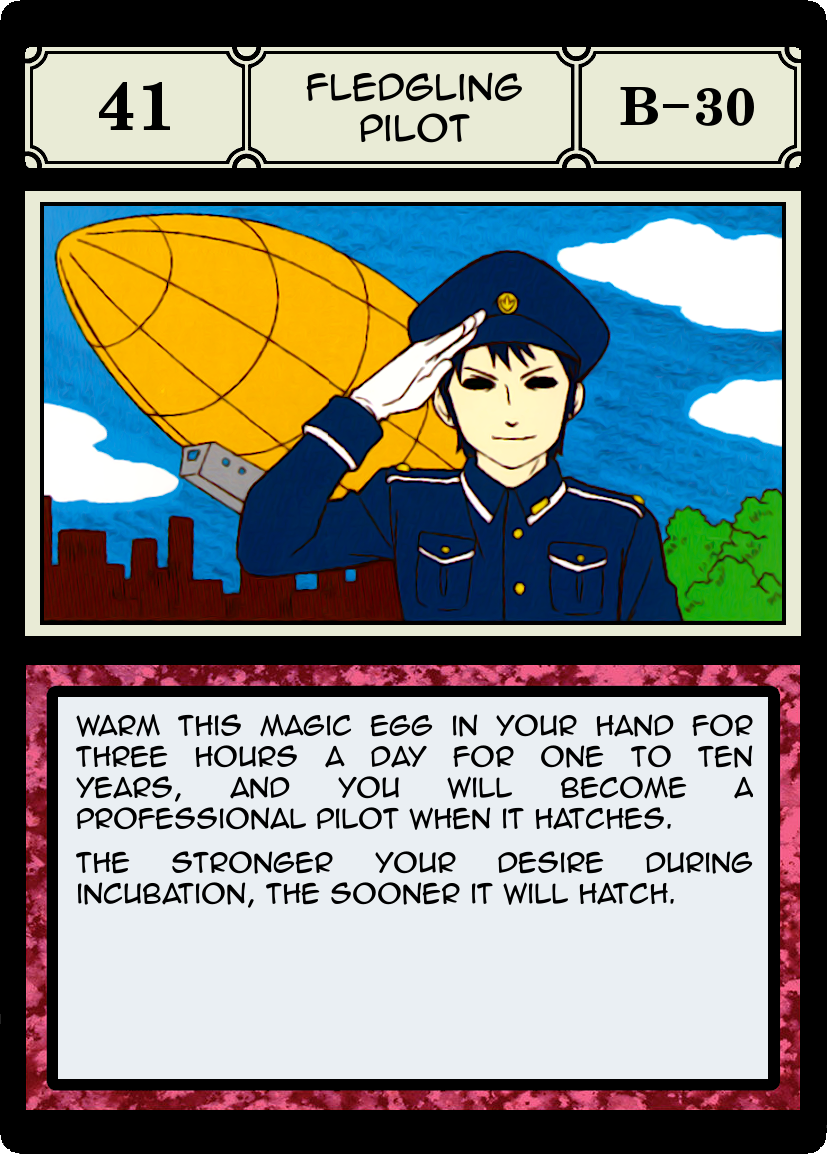 41
FLEDGLING
PILOT
B-30
WARM THIS MAGIC EGG IN YOUR HAND FOR
THREE HOURS A DAY FOR ONE TO TEN
YEARS, AND YOU WILL BECOME A
PROFESSIONAL PILOT WHEN IT HATCHES.
THE STRONGER YOUR DESIRE DURING
INCUBATION, THE SOONER IT WILL HATCH.